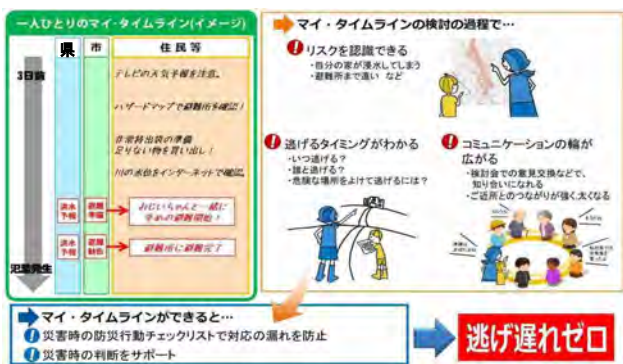 一人ひとりのマイ・タイムライン(イメージ)
県 市 住民等
3日前
テレビの天気予報を注意。
ハザードマップで避難所を確認!
非常持出袋の準備
足りない物を買い出し!
川の水位をインターネットで確認。
洪水予報 避難準備 おじいちゃんと一緒に早めの避難開始!
洪水予報 避難勧告 避難所に避難完了
氾濫発生
マイ・タイムラインの検討の過程で…
リスクを認識できる
・自分の家が浸水してしまう
・避難所まで遠い など
逃げるタイミングがわかる
・いつ逃げる?
・誰と逃げる?
・危険な場所をよけて逃げるには?
コミュニケーションの輪が
広がる
・検討会での意見交換などで、
知り合いになれる
・ご近所とのつながりが強く、太くなる
マイ・タイムラインができると…
災害時の防災行動チェックリストで対応の漏れを防止
災害時の判断をサポート
逃げ遅れゼロ